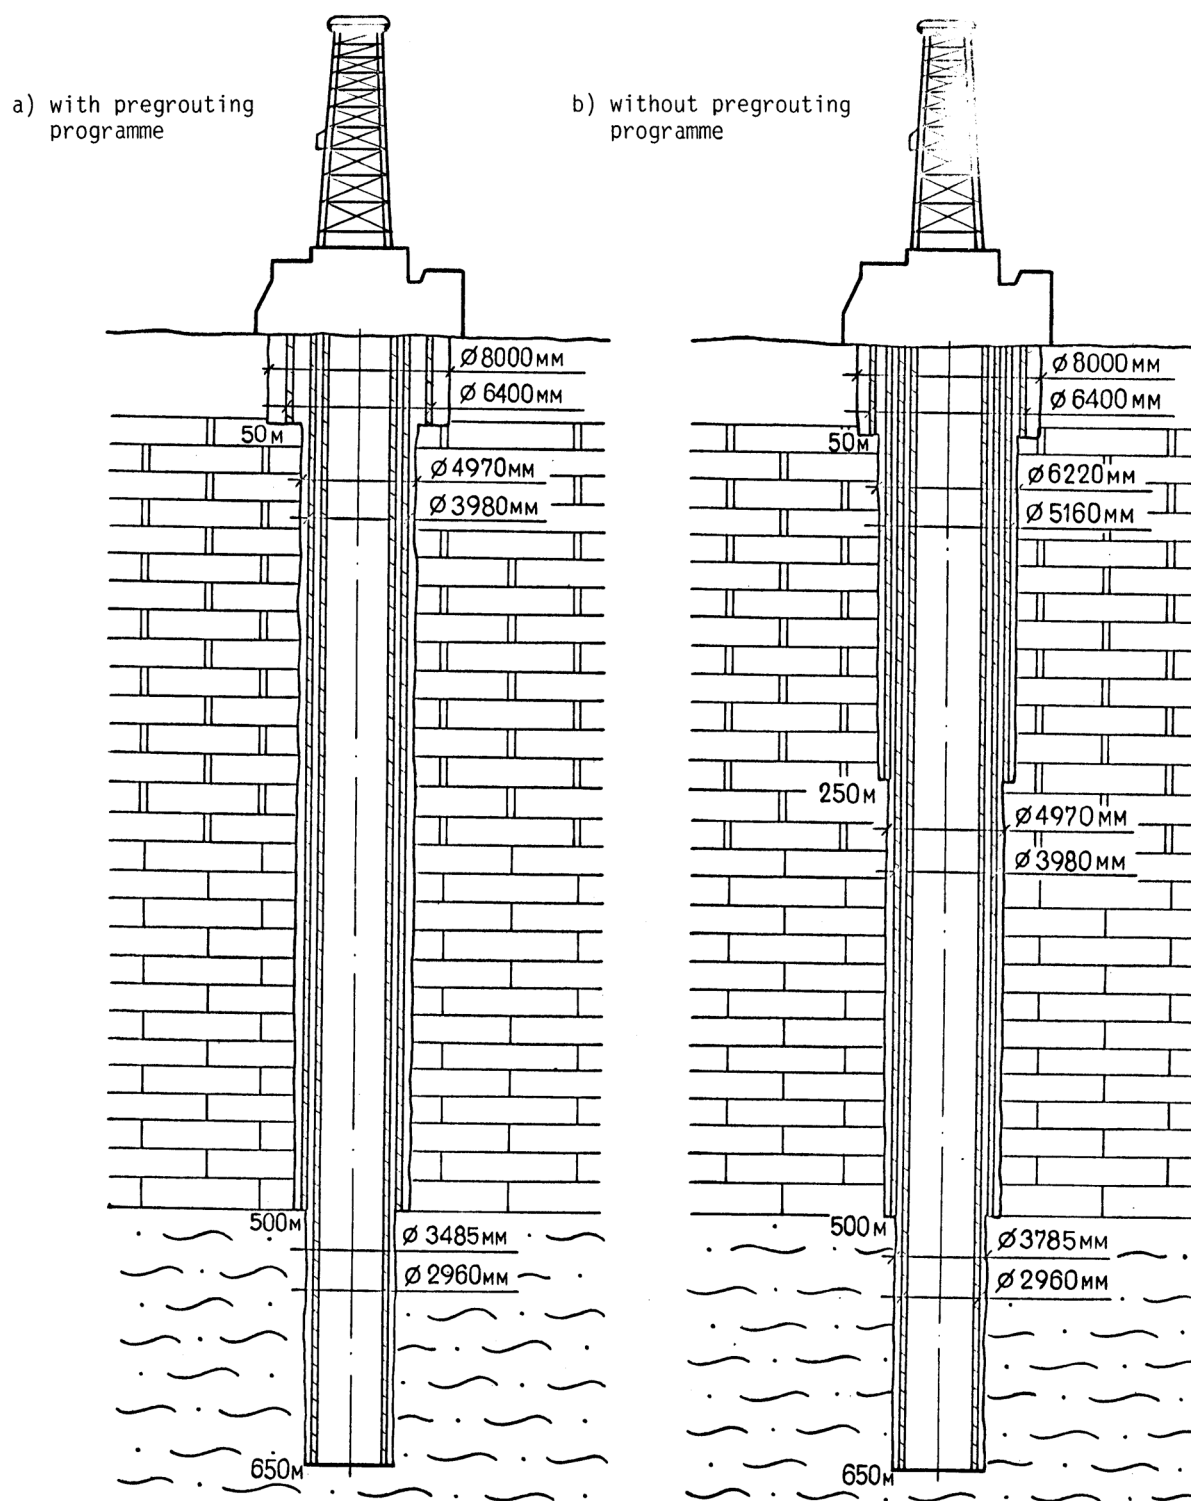 a) with pregrouting
programme
b) without pregrouting
programme
Ø8000мм
Ø6400мм
50м
Ø4970мм
Ø3980мм
500м
Ø3485мм
Ø2960мм
650м
Ø8000мм
Ø6400мм
50м
Ø6220мм
Ø5160мм
250м
Ø4970мм
Ø3980мм
500м
Ø3785мм
Ø2960мм
650м